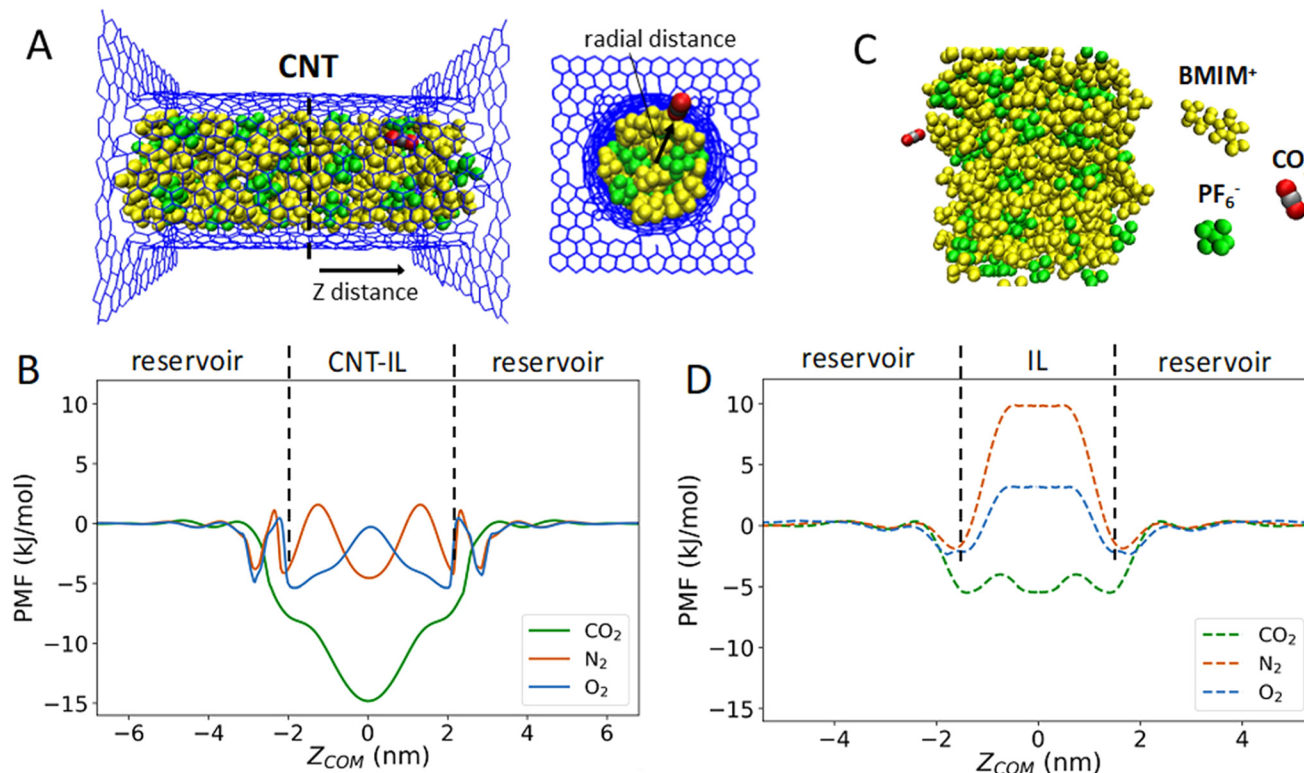 A
CNT
Z distance
radial distance
C
BMIM⁺
CO
PF₆⁻
B
reservoir CNT-IL reservoir
PMF (kJ/mol)
10
5
0
−5
−10
−15
CO₂
N₂
O₂
−6 −4 −2 0 2 4 6
Z_COM (nm)
D
reservoir IL reservoir
PMF (kJ/mol)
10
5
0
−5
−10
−15
CO₂
N₂
O₂
−4 −2 0 2 4
Z_COM (nm)